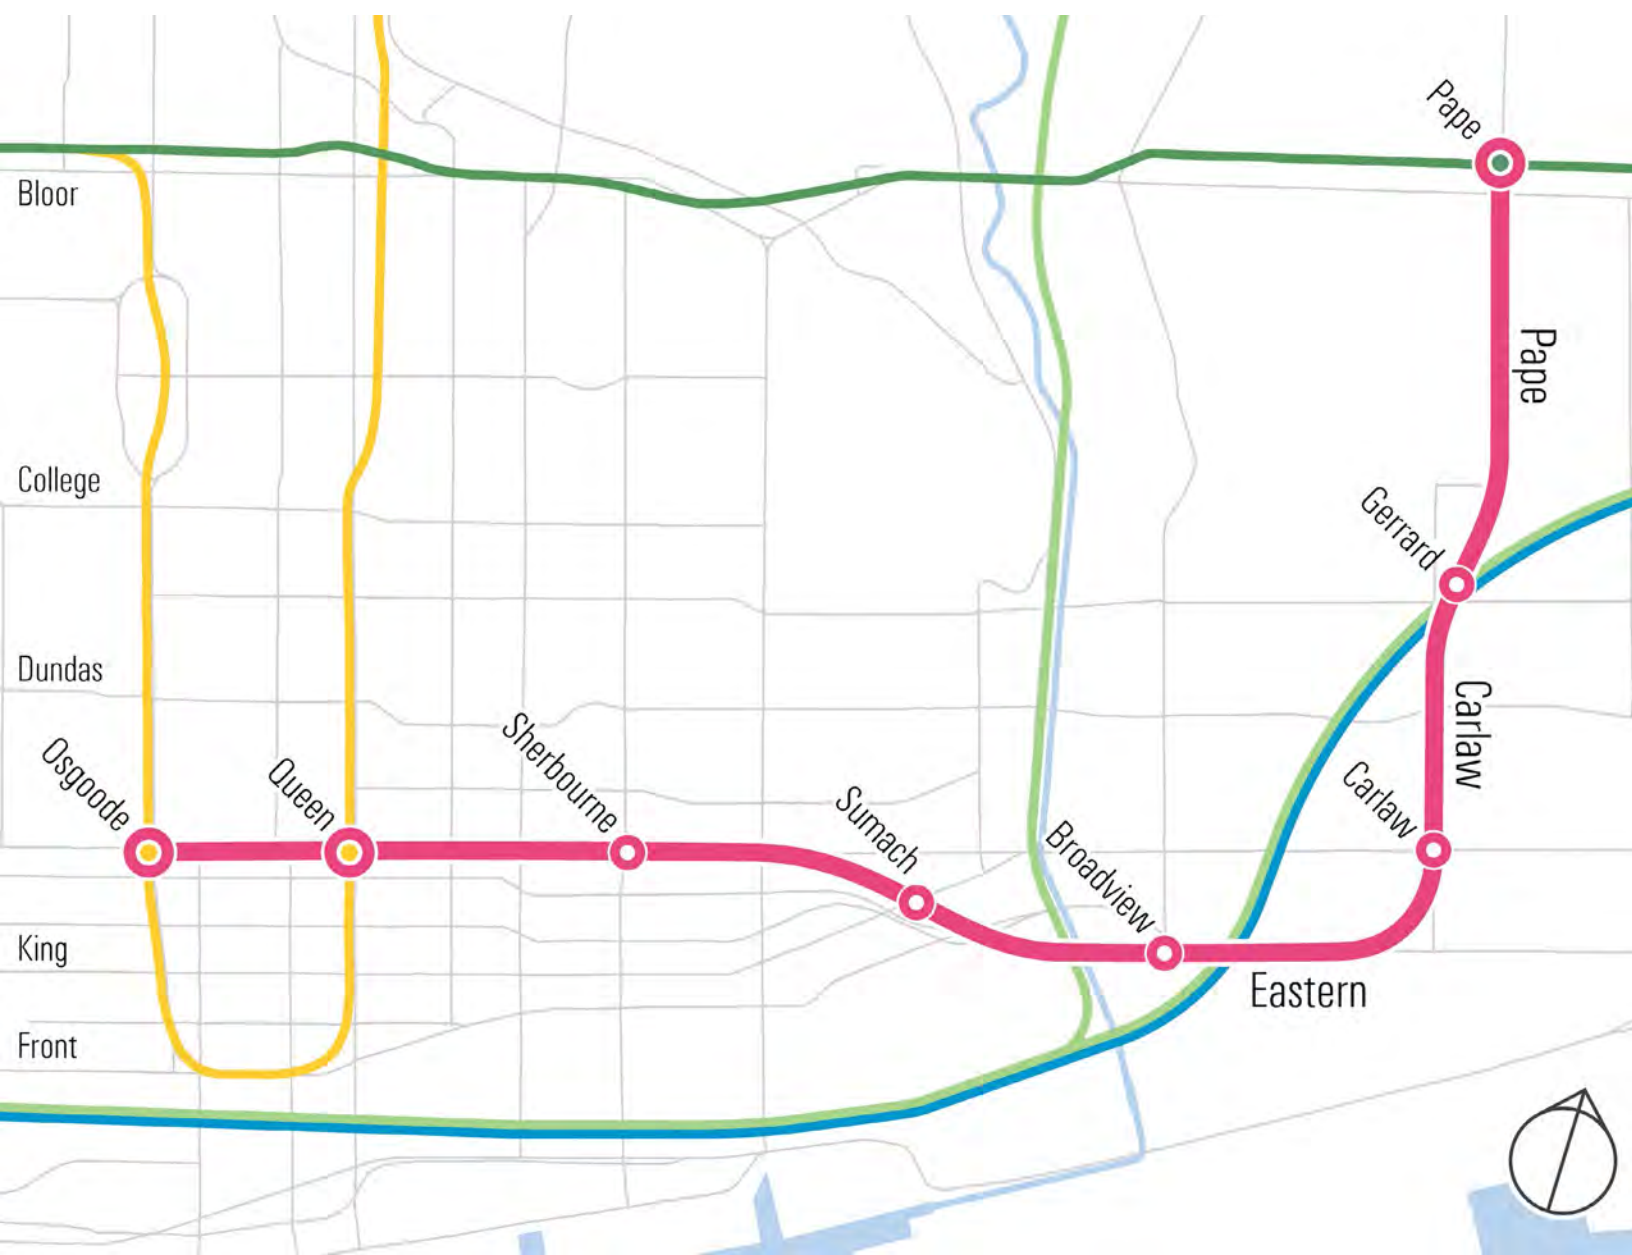 Pape
Bloor
Pape
College
Gerrard
Dundas
Carlaw
Osgoode
Queen
Sherbourne
Sumach
Broadview
Carlaw
King
Eastern
Front